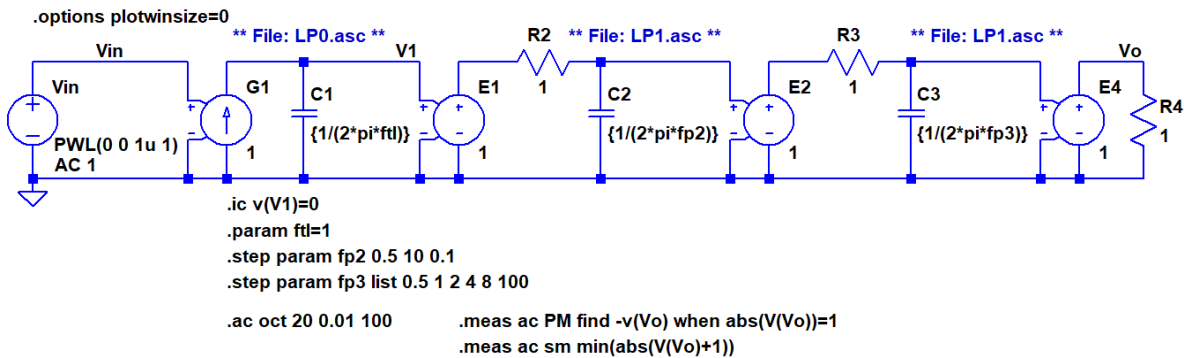 .options plotwinsize=0
** File: LP0.asc **
R2
** File: LP1.asc **
R3
** File: LP1.asc **
Vin
V1
Vo
Vin
G1
C1
E1
1
C2
E2
1
C3
E4
R4
+
-
+
-
+
-
+
-
{1/(2*pi*ftl)}
{1/(2*pi*fp2)}
{1/(2*pi*fp3)}
1
PWL(0 0 1u 1)
1
1
1
1
AC 1
.ic v(V1)=0
.param ftl=1
.step param fp2 0.5 10 0.1
.step param fp3 list 0.5 1 2 4 8 100
.ac oct 20 0.01 100
.meas ac PM find -v(Vo) when abs(V(Vo))=1
.meas ac sm min(abs(V(Vo)+1))